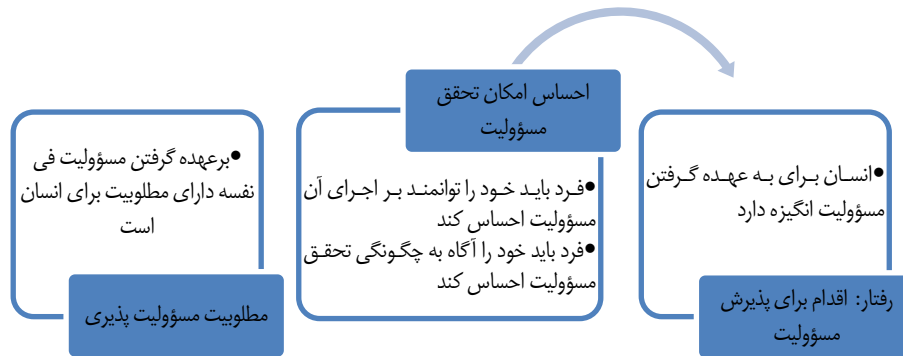 احساس امکان تحقق
مسؤولیت
●برعهده گرفتن مسؤولیت فی
نفسه دارای مطلوبیت برای انسان
است
مطلوبیت مسؤولیت پذیری
●فرد باید خود را توانمند بر اجرای آن
مسؤولیت احساس کند
●فرد باید خود را آگاه به چگونگی تحقق
مسؤولیت احساس کند
●انسان برای به عهده گرفتن
مسؤولیت انگیزه دارد
رفتار: اقدام برای پذیرش
مسؤولیت